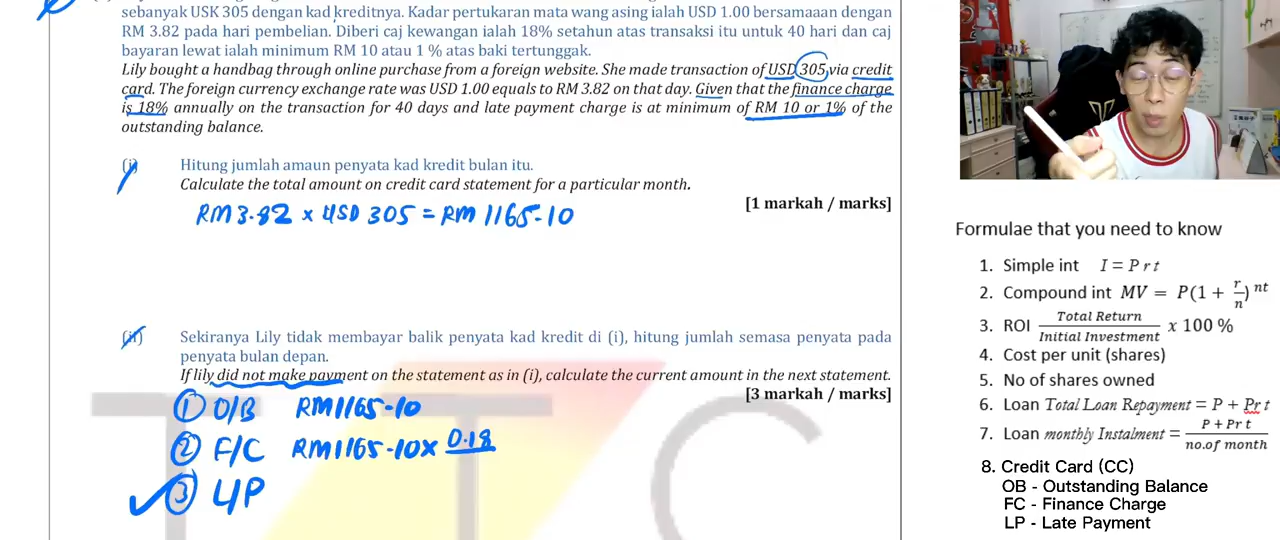 sebanyak USK 305 dengan kad kreditnya. Kadar pertukaran mata wang asing ialah USD 1.00 bersamaaan dengan
RM 3.82 pada hari pembelian. Diberi caj kewangan ialah 18% setahun atas transaksi itu untuk 40 hari dan caj
bayaran lewat ialah minimum RM 10 atau 1 % atas baki tertunggak.
Lily bought a handbag through online purchase from a foreign website. She made transaction of USD 305 via credit
card. The foreign currency exchange rate was USD 1.00 equals to RM 3.82 on that day. Given that the finance charge
is 18% annually on the transaction for 40 days and late payment charge is at minimum of RM 10 or 1% of the
outstanding balance.
(i) Hitung jumlah amaun penyata kad kredit bulan itu.
Calculate the total amount on credit card statement for a particular month.
[1 markah / marks]
RM 3.82 x USD 305 = RM 1165-10
(ii) Sekiranya Lily tidak membayar balik penyata kad kredit di (i), hitung jumlah semasa penyata pada
penyata bulan depan.
If lily did not make payment on the statement as in (i), calculate the current amount in the next statement.
[3 markah / marks]
① O/B RM1165-10
② F/C RM1165-10x 0.18
③ L/P
TTC
Formulae that you need to know
1. Simple int I = P r t
2. Compound int MV = P(1 + r/n) nt
3. ROI Total Return / Initial Investment x 100 %
4. Cost per unit (shares)
5. No of shares owned
6. Loan Total Loan Repayment = P + Pr t
7. Loan monthly Instalment = P + Pr t / no.of month
8. Credit Card (CC)
OB - Outstanding Balance
FC - Finance Charge
LP - Late Payment